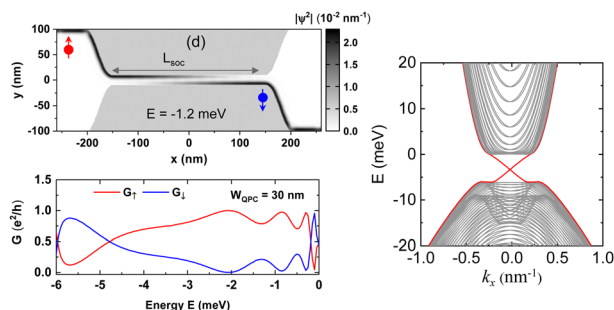 |ψ²| (10⁻² nm⁻¹)
(d)
L_SOC
E = -1.2 meV
y (nm)
100
50
0
-50
-100
-200 -100 0 100 200
x (nm)
2.0
1.5
1.0
0.5
0.0
G↑ G↓ W_QPC = 30 nm
G (e²/h)
1.0
0.5
0.0
-6 -5 -4 -3 -2 -1 0
Energy E (meV)
E (meV)
20
10
0
-10
-20
-1.0 -0.5 0.0 0.5 1.0
kₓ (nm⁻¹)